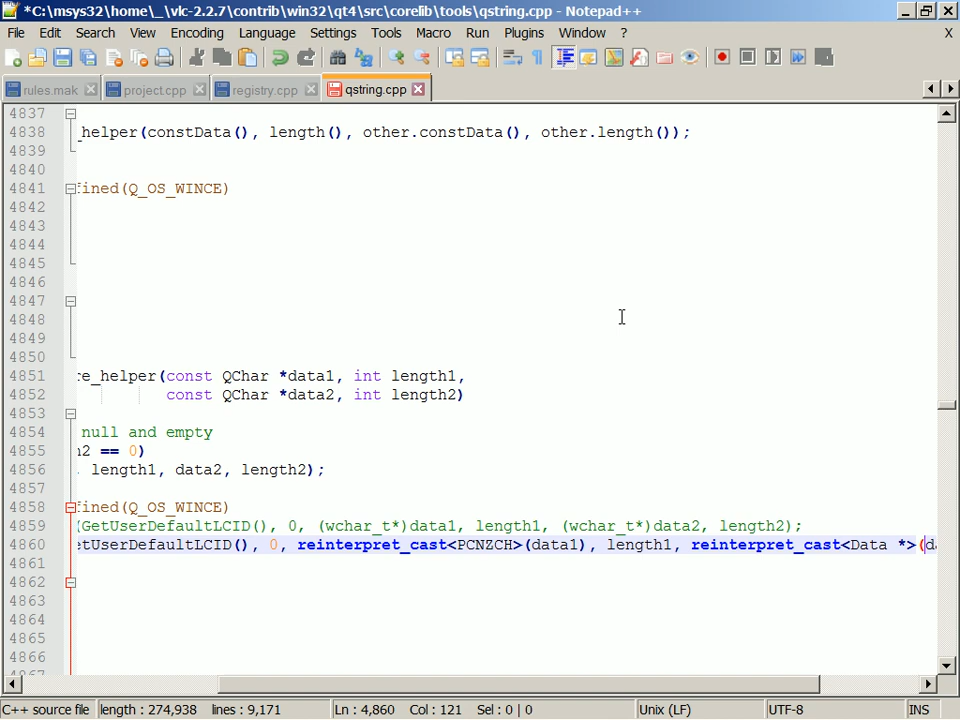 *C:\msys32\home\_\vlc-2.2.7\contrib\win32\qt4\src\corelib\tools\qstring.cpp - Notepad++
File Edit Search View Encoding Language Settings Tools Macro Run Plugins Window ? X
rules.mak project.cpp registry.cpp qstring.cpp
4837
4838 _helper(constData(), length(), other.constData(), other.length());
4839
4840
4841 fined(Q_OS_WINCE)
4842
4843
4844
4845
4846
4847
4848
4849
4850
4851 re_helper(const QChar *data1, int length1,
4852 const QChar *data2, int length2)
4853
4854 null and empty
4855 h2 == 0)
4856 , length1, data2, length2);
4857
4858 fined(Q_OS_WINCE)
4859 (GetUserDefaultLCID(), 0, (wchar_t*)data1, length1, (wchar_t*)data2, length2);
4860 etUserDefaultLCID(), 0, reinterpret_cast<PCNZCH>(data1), length1, reinterpret_cast<Data *>(da
4861
4862
4863
4864
4865
4866
C++ source file length : 274,938 lines : 9,171 Ln : 4,860 Col : 121 Sel : 0 | 0 Unix (LF) UTF-8 INS